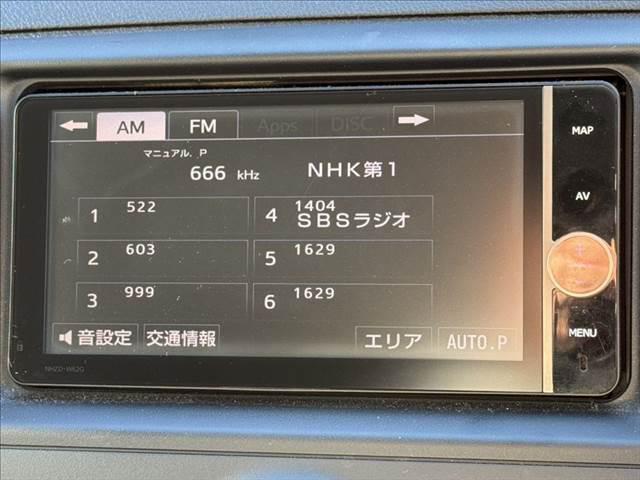 AM FM Apps DISC MAP
マニュアル. P
666 kHz NHK第1
AV
1 522
4 1404 SBSラジオ
2 603
5 1629
3 999
6 1629
MENU
音設定 交通情報 エリア AUTO.P
NHZD-W62G